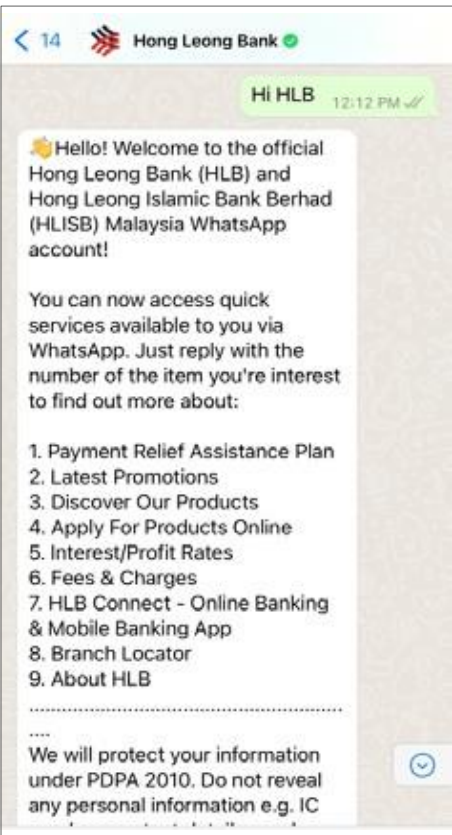 14 Hong Leong Bank
Hi HLB 12:12 PM
Hello! Welcome to the official
Hong Leong Bank (HLB) and
Hong Leong Islamic Bank Berhad
(HLISB) Malaysia WhatsApp
account!
You can now access quick
services available to you via
WhatsApp. Just reply with the
number of the item you're interest
to find out more about:
1. Payment Relief Assistance Plan
2. Latest Promotions
3. Discover Our Products
4. Apply For Products Online
5. Interest/Profit Rates
6. Fees & Charges
7. HLB Connect - Online Banking
& Mobile Banking App
8. Branch Locator
9. About HLB
........................................................
....
We will protect your information
under PDPA 2010. Do not reveal
any personal information e.g. IC